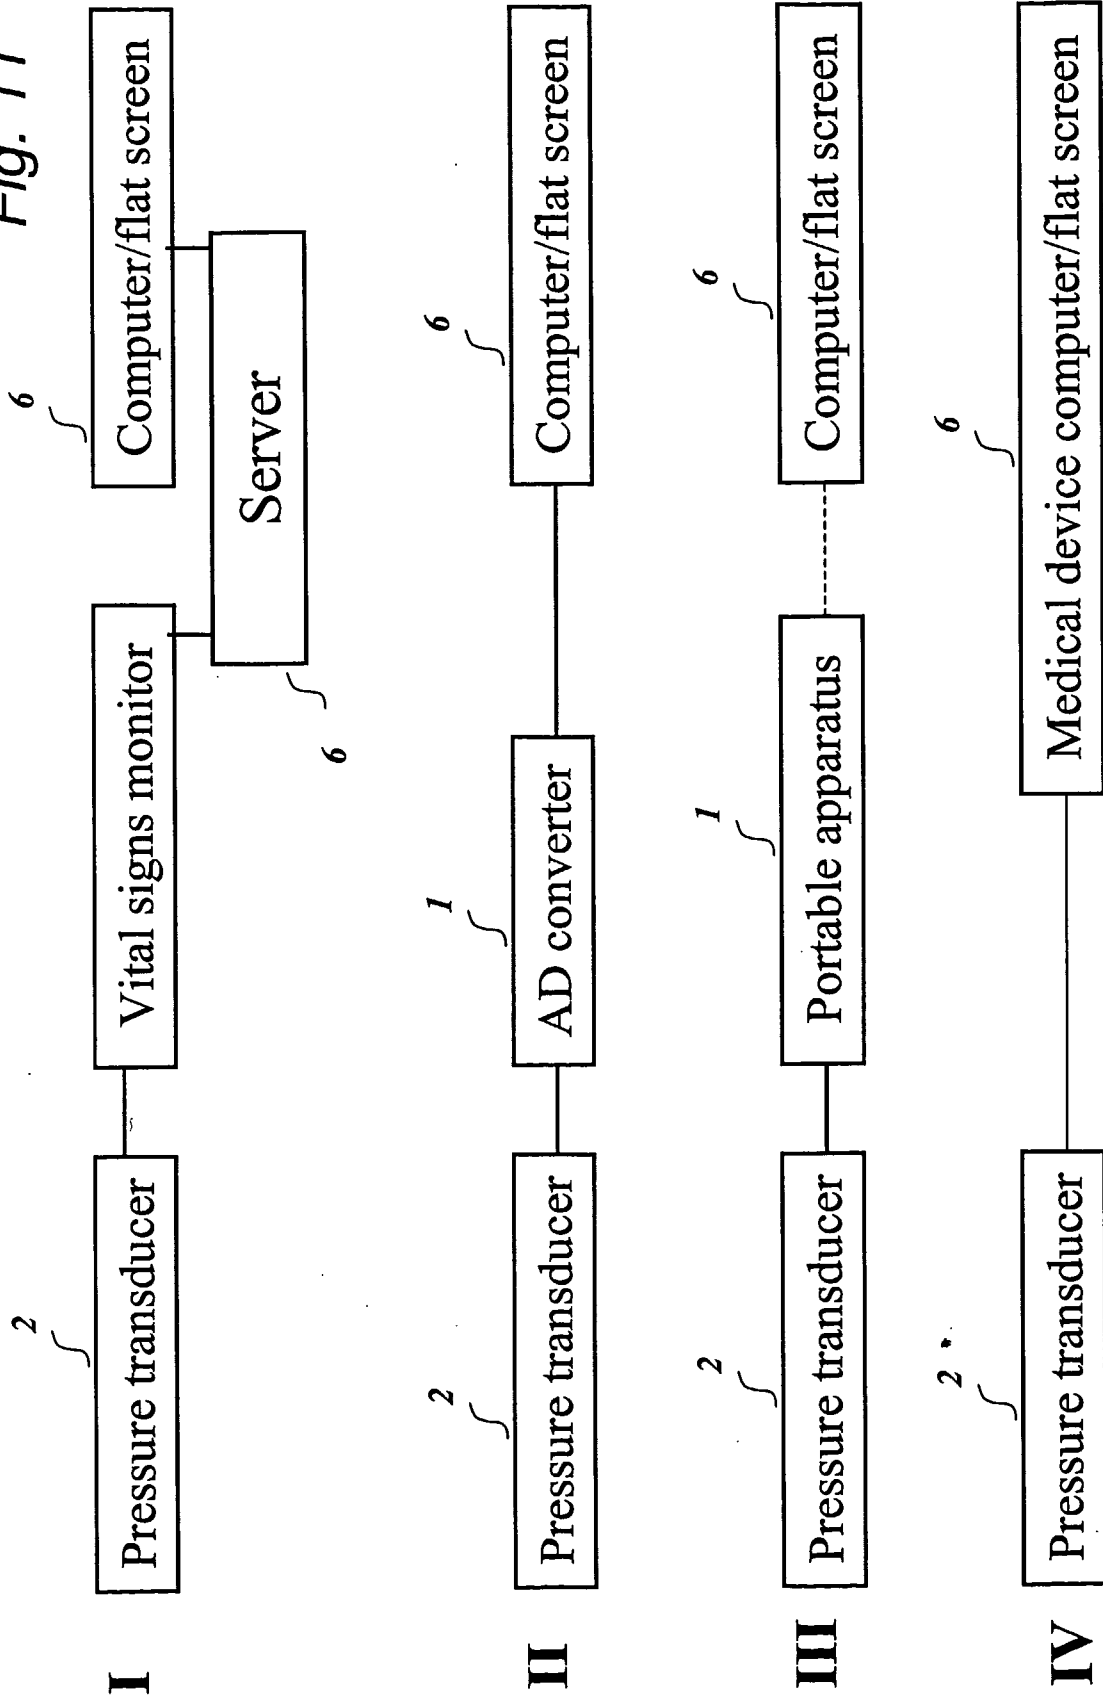 Fig. 11
I
2
Pressure transducer
Vital signs monitor
6
Computer/flat screen
6
Server
II
2
Pressure transducer
1
AD converter
6
Computer/flat screen
III
2
Pressure transducer
1
Portable apparatus
6
Computer/flat screen
IV
2
Pressure transducer
6
Medical device computer/flat screen